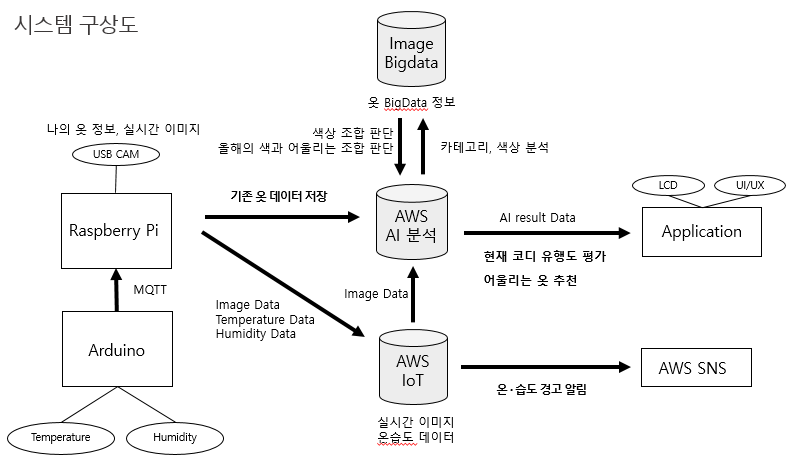 시스템 구상도
Image
Bigdata
옷 BigData 정보
나의 옷 정보, 실시간 이미지
USB CAM
색상 조합 판단
올해의 색과 어울리는 조합 판단
카테고리, 색상 분석
Raspberry Pi
기존 옷 데이터 저장
AWS
AI 분석
AI result Data
현재 코디 유행도 평가
어울리는 옷 추천
LCD
UI/UX
Application
MQTT
Image Data
Temperature Data
Humidity Data
Image Data
Arduino
AWS
IoT
온·습도 경고 알림
AWS SNS
실시간 이미지
온습도 데이터
Temperature
Humidity